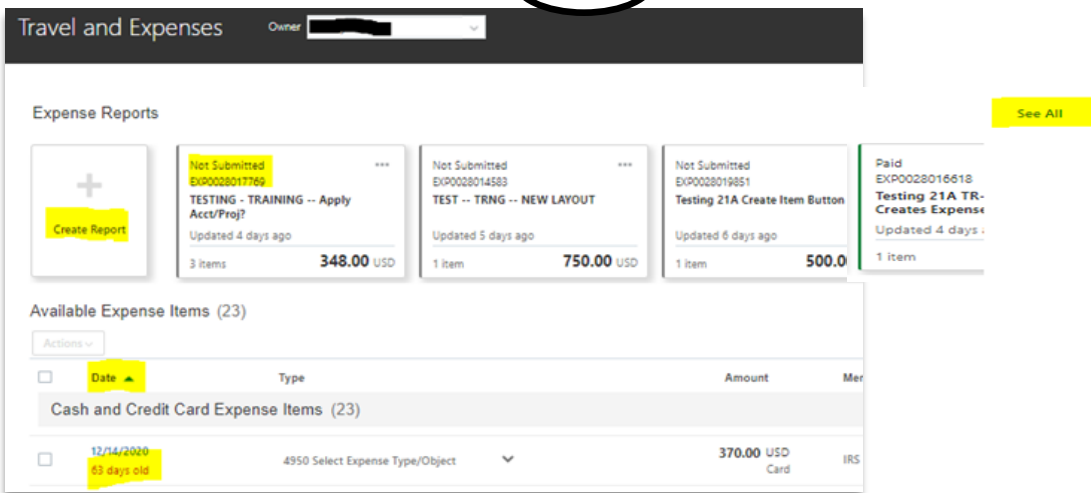 Travel and Expenses
Owner
Expense Reports
See All
Create Report
Not Submitted
EXP0028017769
TESTING - TRAINING -- Apply
Acct/Proj?
Updated 4 days ago
3 items 348.00 USD
Not Submitted
EXP0028014583
TEST -- TRNG -- NEW LAYOUT
Updated 5 days ago
1 item 750.00 USD
Not Submitted
EXP0028019851
Testing 21A Create Item Button
Updated 6 days ago
1 item 500.0
Paid
EXP0028016618
Testing 21A TR-
Creates Expense
Updated 4 days
1 item
Available Expense Items (23)
Actions
Date Type Amount Mer
Cash and Credit Card Expense Items (23)
12/14/2020
63 days old
4950 Select Expense Type/Object
370.00 USD
Card
IRS